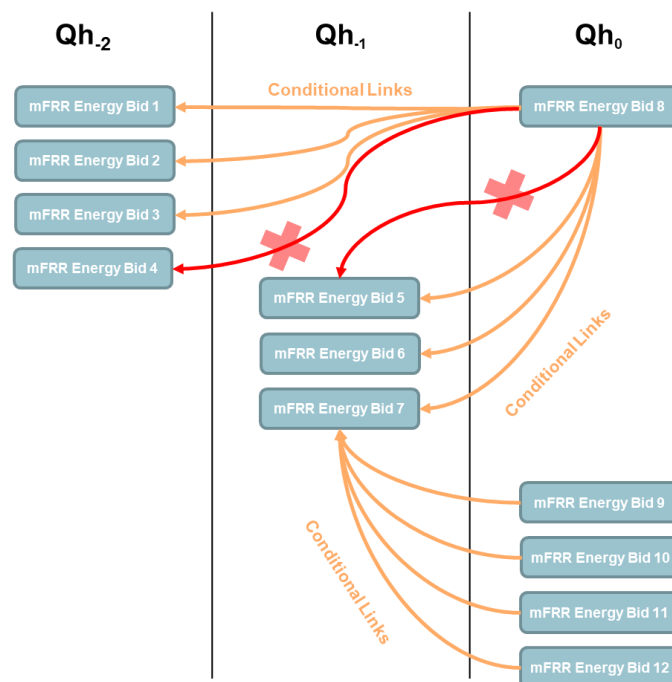 Qh-2
Qh-1
Qh0
mFRR Energy Bid 1
Conditional Links
mFRR Energy Bid 8
mFRR Energy Bid 2
mFRR Energy Bid 3
mFRR Energy Bid 4
mFRR Energy Bid 5
mFRR Energy Bid 6
Conditional Links
mFRR Energy Bid 7
mFRR Energy Bid 9
Conditional Links
mFRR Energy Bid 10
mFRR Energy Bid 11
mFRR Energy Bid 12